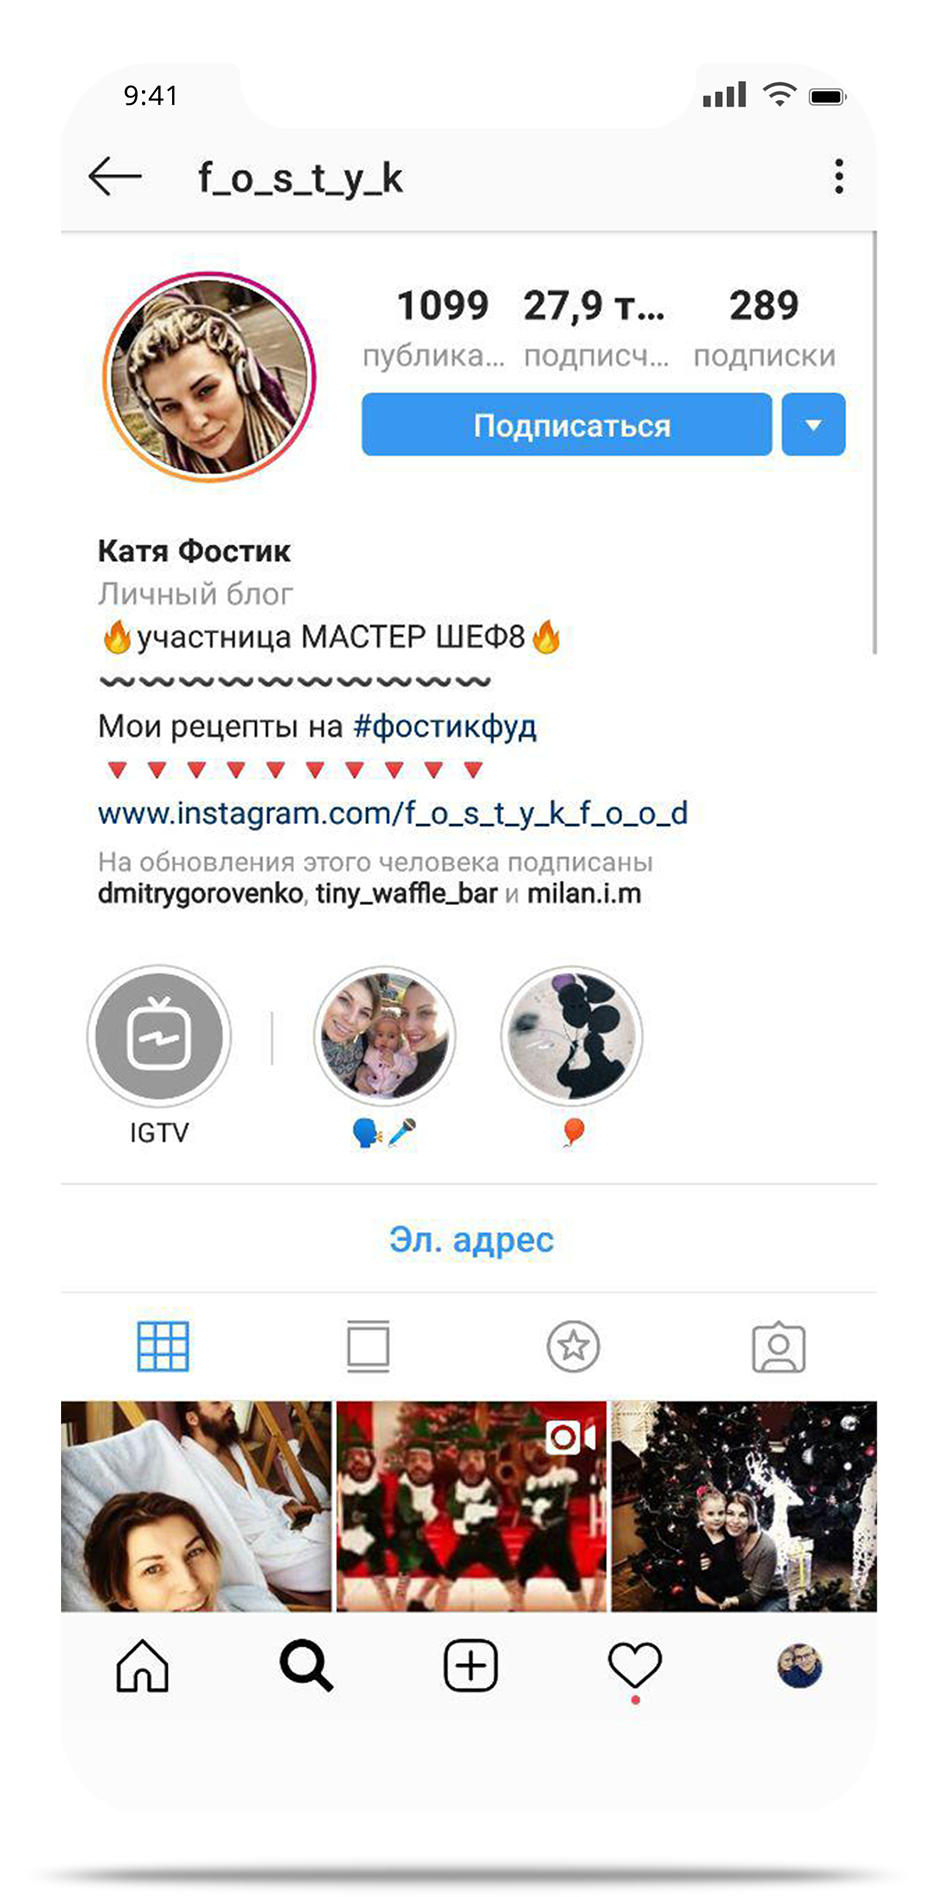 9:41
f_o_s_t_y_k
1099 27,9 т... 289
публика... подписч... подписки
Подписаться
Катя Фостик
Личный блог
🔥участница МАСТЕР ШЕФ8🔥
Мои рецепты на #фостикфуд
🔻🔻🔻🔻🔻🔻🔻🔻🔻🔻
www.instagram.com/f_o_s_t_y_k_f_o_o_d
На обновления этого человека подписаны
dmitrygorovenko, tiny_waffle_bar и milan.i.m
IGTV 🗣🎤 🎈
Эл. адрес